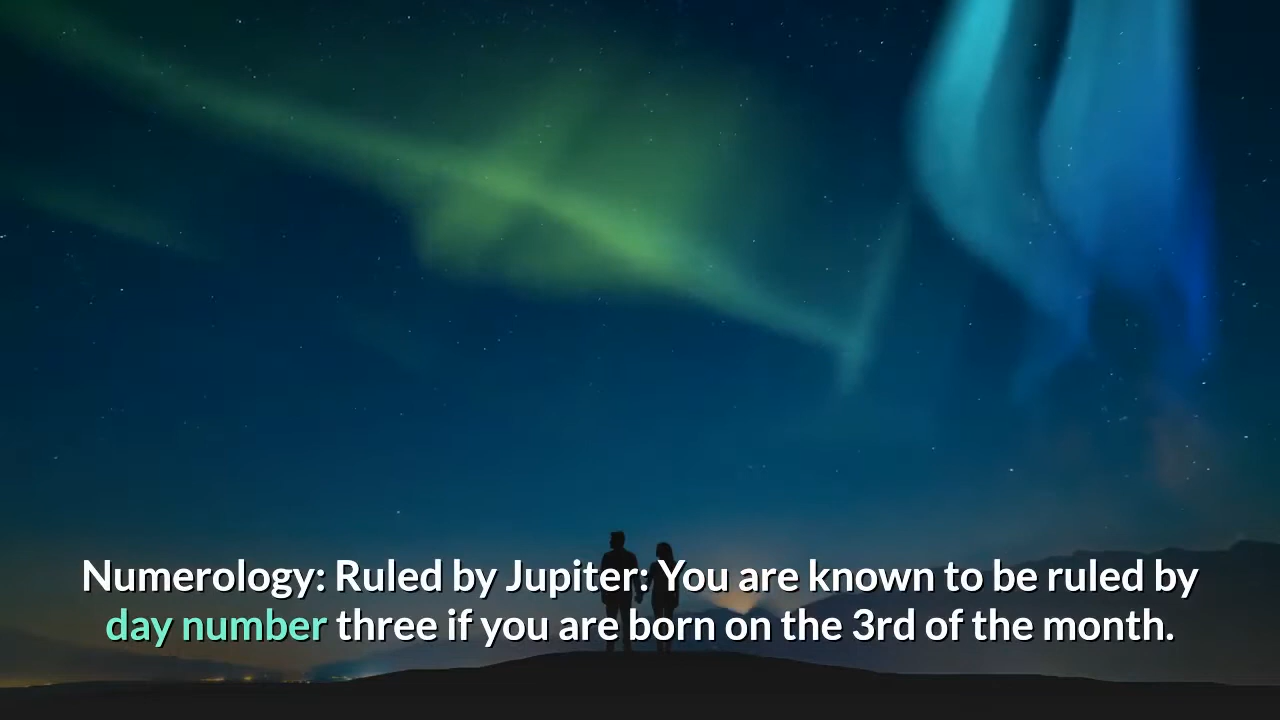 Numerology: Ruled by Jupiter: You are known to be ruled by
day number three if you are born on the 3rd of the month.